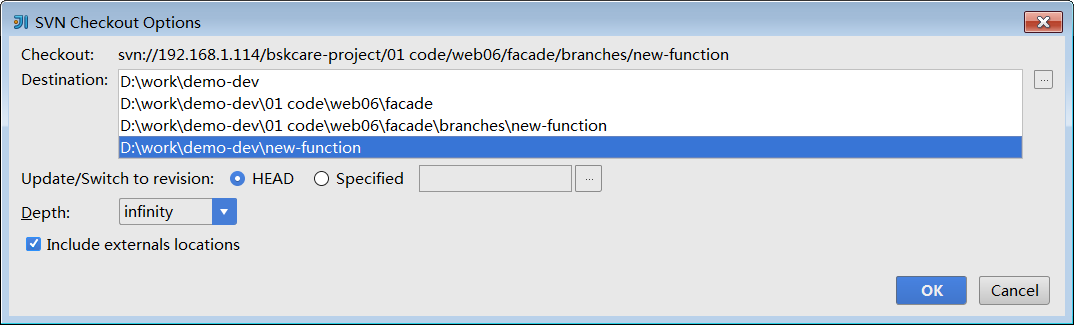 SVN Checkout Options
Checkout: svn://192.168.1.114/bskcare-project/01 code/web06/facade/branches/new-function
Destination: D:\work\demo-dev
D:\work\demo-dev\01 code\web06\facade
D:\work\demo-dev\01 code\web06\facade\branches\new-function
D:\work\demo-dev\new-function
...
Update/Switch to revision: HEAD Specified ...
Depth: infinity
Include externals locations
OK Cancel